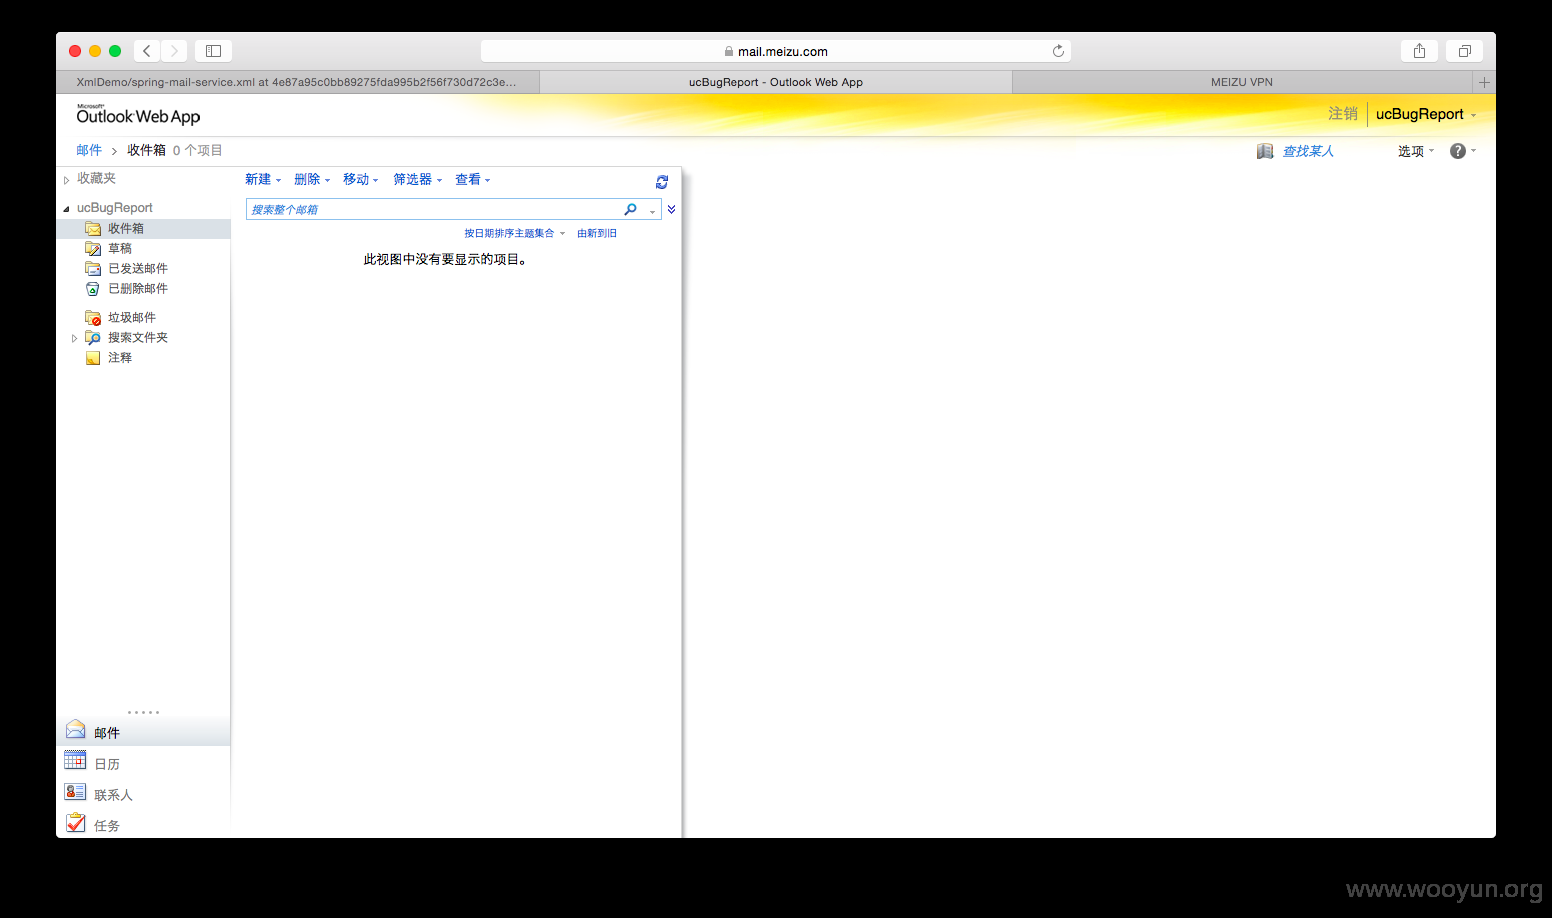 mail.meizu.com
XmlDemo/spring-mail-service.xml at 4e87a95c0bb89275fda995b2f56f730d72c3e...
ucBugReport - Outlook Web App
MEIZU VPN
Microsoft
Outlook Web App
注销
ucBugReport
邮件 > 收件箱 0 个项目
查找某人
选项
收藏夹
ucBugReport
收件箱
草稿
已发送邮件
已删除邮件
垃圾邮件
搜索文件夹
注释
新建
删除
移动
筛选器
查看
搜索整个邮箱
按日期排序主题集合
由新到旧
此视图中没有要显示的项目。
邮件
日历
联系人
任务
www.wooyun.org